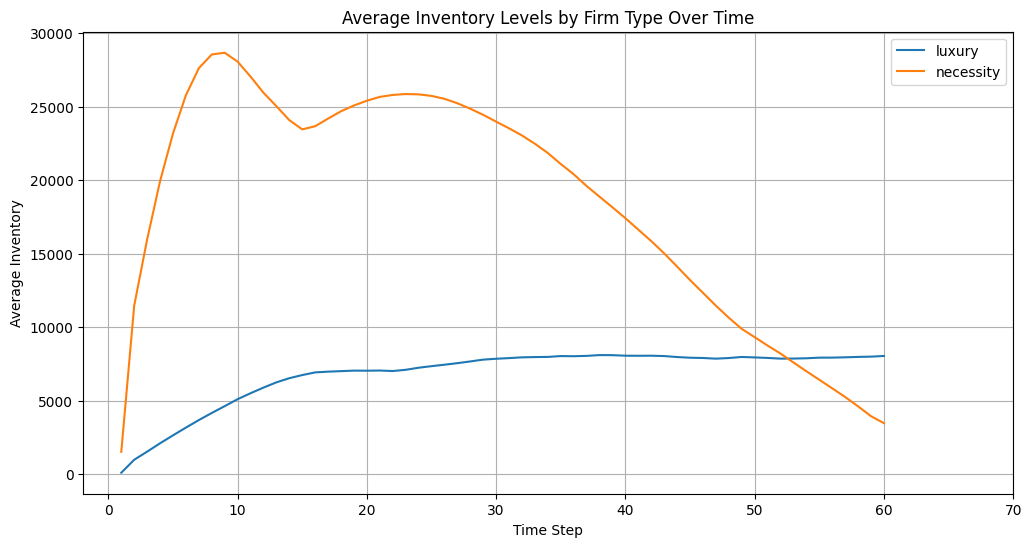 Average Inventory Levels by Firm Type Over Time
luxury
necessity
Average Inventory
30000
25000
20000
15000
10000
5000
0
0 10 20 30 40 50 60 70
Time Step